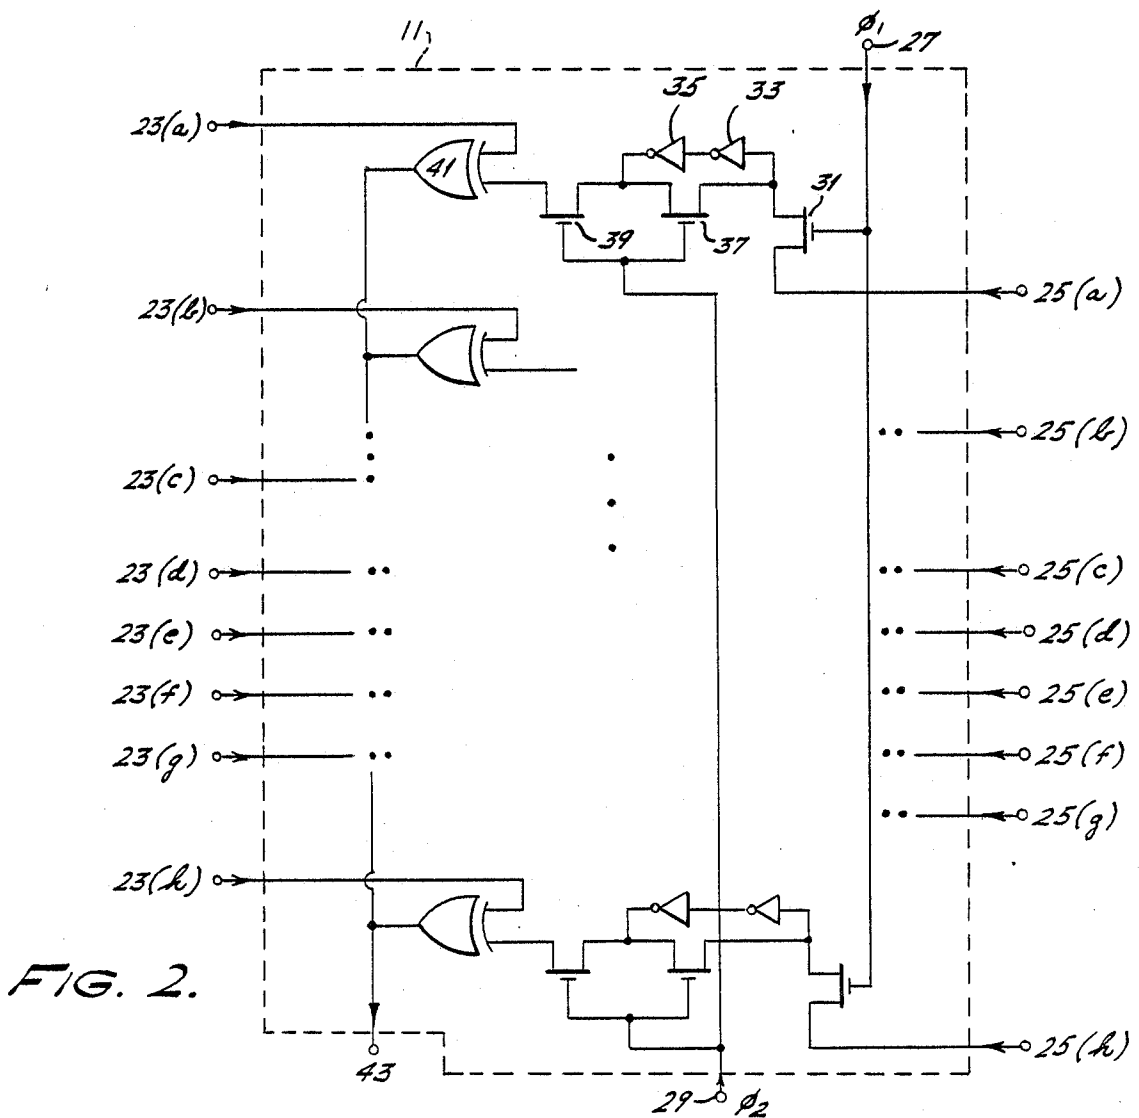 11
ϕ1
27
23(a)
35
33
41
31
39
37
25(a)
23(b)
25(b)
23(c)
23(d)
25(c)
23(e)
25(d)
23(f)
25(e)
23(g)
25(f)
25(g)
23(h)
FIG. 2.
43
25(h)
29
ϕ2